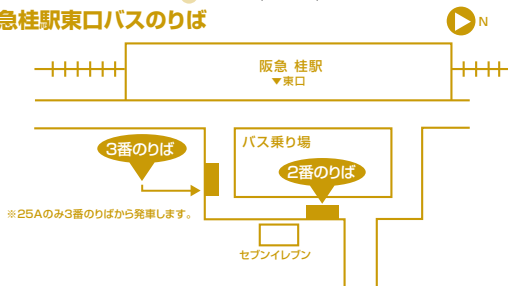 急桂駅東口バスのりば
N
阪急 桂駅
▼東口
3番のりば
バス乗り場
2番のりば
※25Aのみ3番のりばから発車します。
セブンイレブン